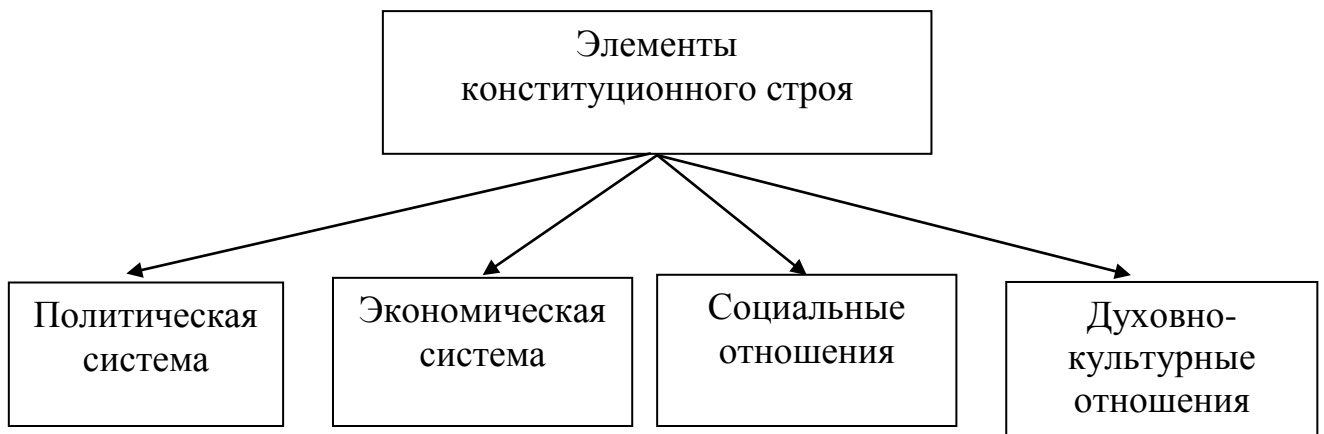 Элементы
конституционного строя
Политическая
система
Экономическая
система
Социальные
отношения
Духовно-
культурные
отношения